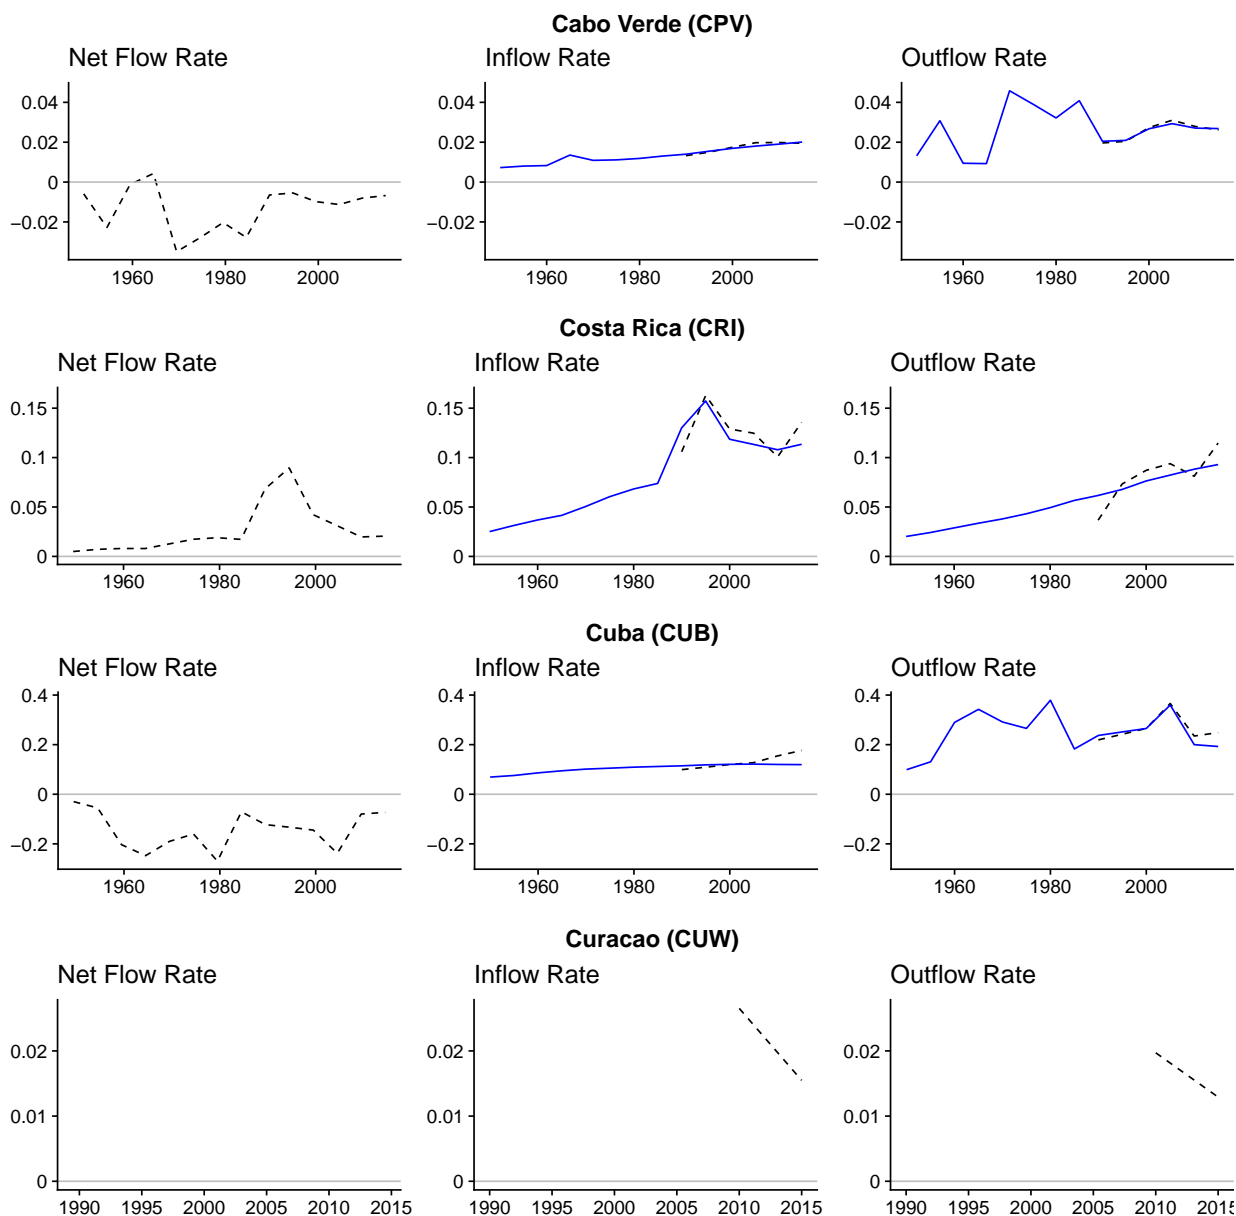 Cabo Verde (CPV)
Net Flow Rate
Inflow Rate
Outflow Rate
0.04
0.02
0
−0.02
1960 1980 2000
0.04
0.02
0
−0.02
1960 1980 2000
0.04
0.02
0
−0.02
1960 1980 2000
Costa Rica (CRI)
Net Flow Rate
Inflow Rate
Outflow Rate
0.15
0.1
0.05
0
1960 1980 2000
0.15
0.1
0.05
0
1960 1980 2000
0.15
0.1
0.05
0
1960 1980 2000
Cuba (CUB)
Net Flow Rate
Inflow Rate
Outflow Rate
0.4
0.2
0
−0.2
1960 1980 2000
0.4
0.2
0
−0.2
1960 1980 2000
0.4
0.2
0
−0.2
1960 1980 2000
Curacao (CUW)
Net Flow Rate
Inflow Rate
Outflow Rate
0.02
0.01
0
1990 1995 2000 2005 2010 2015
0.02
0.01
0
1990 1995 2000 2005 2010 2015
0.02
0.01
0
1990 1995 2000 2005 2010 2015